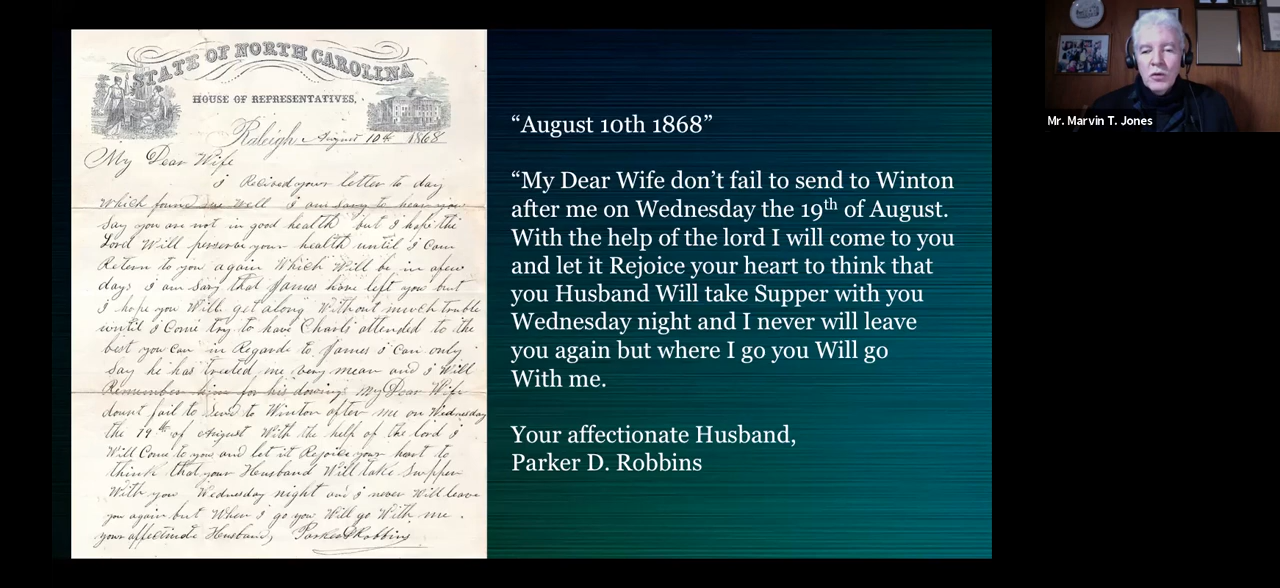 STATE OF NORTH CAROLINA
HOUSE OF REPRESENTATIVES,
Raleigh August 10th 1868
My Dear Wife
i Recived your letter to day
which found me well i am sory to hear you
say you are not in good health but i hope the
Lord Will perserve your health until i Com
Return to you again Which Will be in a few
days i am sory that James have left you but
i hope you Will get along Without much truble
until i Come try to have Charls attended to the
best you can in Regards to James i Can only
say he has treated me very mean and i Will
Remember him for his doings My Dear Wife
dount fail to send to Winton after me on Wednesday
the 19th of August With the help of the lord i
Will Come to you and let it Rejoice your hart to
think that your Husband Will take Supper
With you Wednesday night and i never Will leave
you again but When i go you Will go With me.
your affectinate Husband, Parker D Robbins
“August 10th 1868”
“My Dear Wife don’t fail to send to Winton
after me on Wednesday the 19th of August.
With the help of the lord I will come to you
and let it Rejoice your heart to think that
you Husband Will take Supper with you
Wednesday night and I never will leave
you again but where I go you Will go
With me.
Your affectionate Husband,
Parker D. Robbins
Mr. Marvin T. Jones